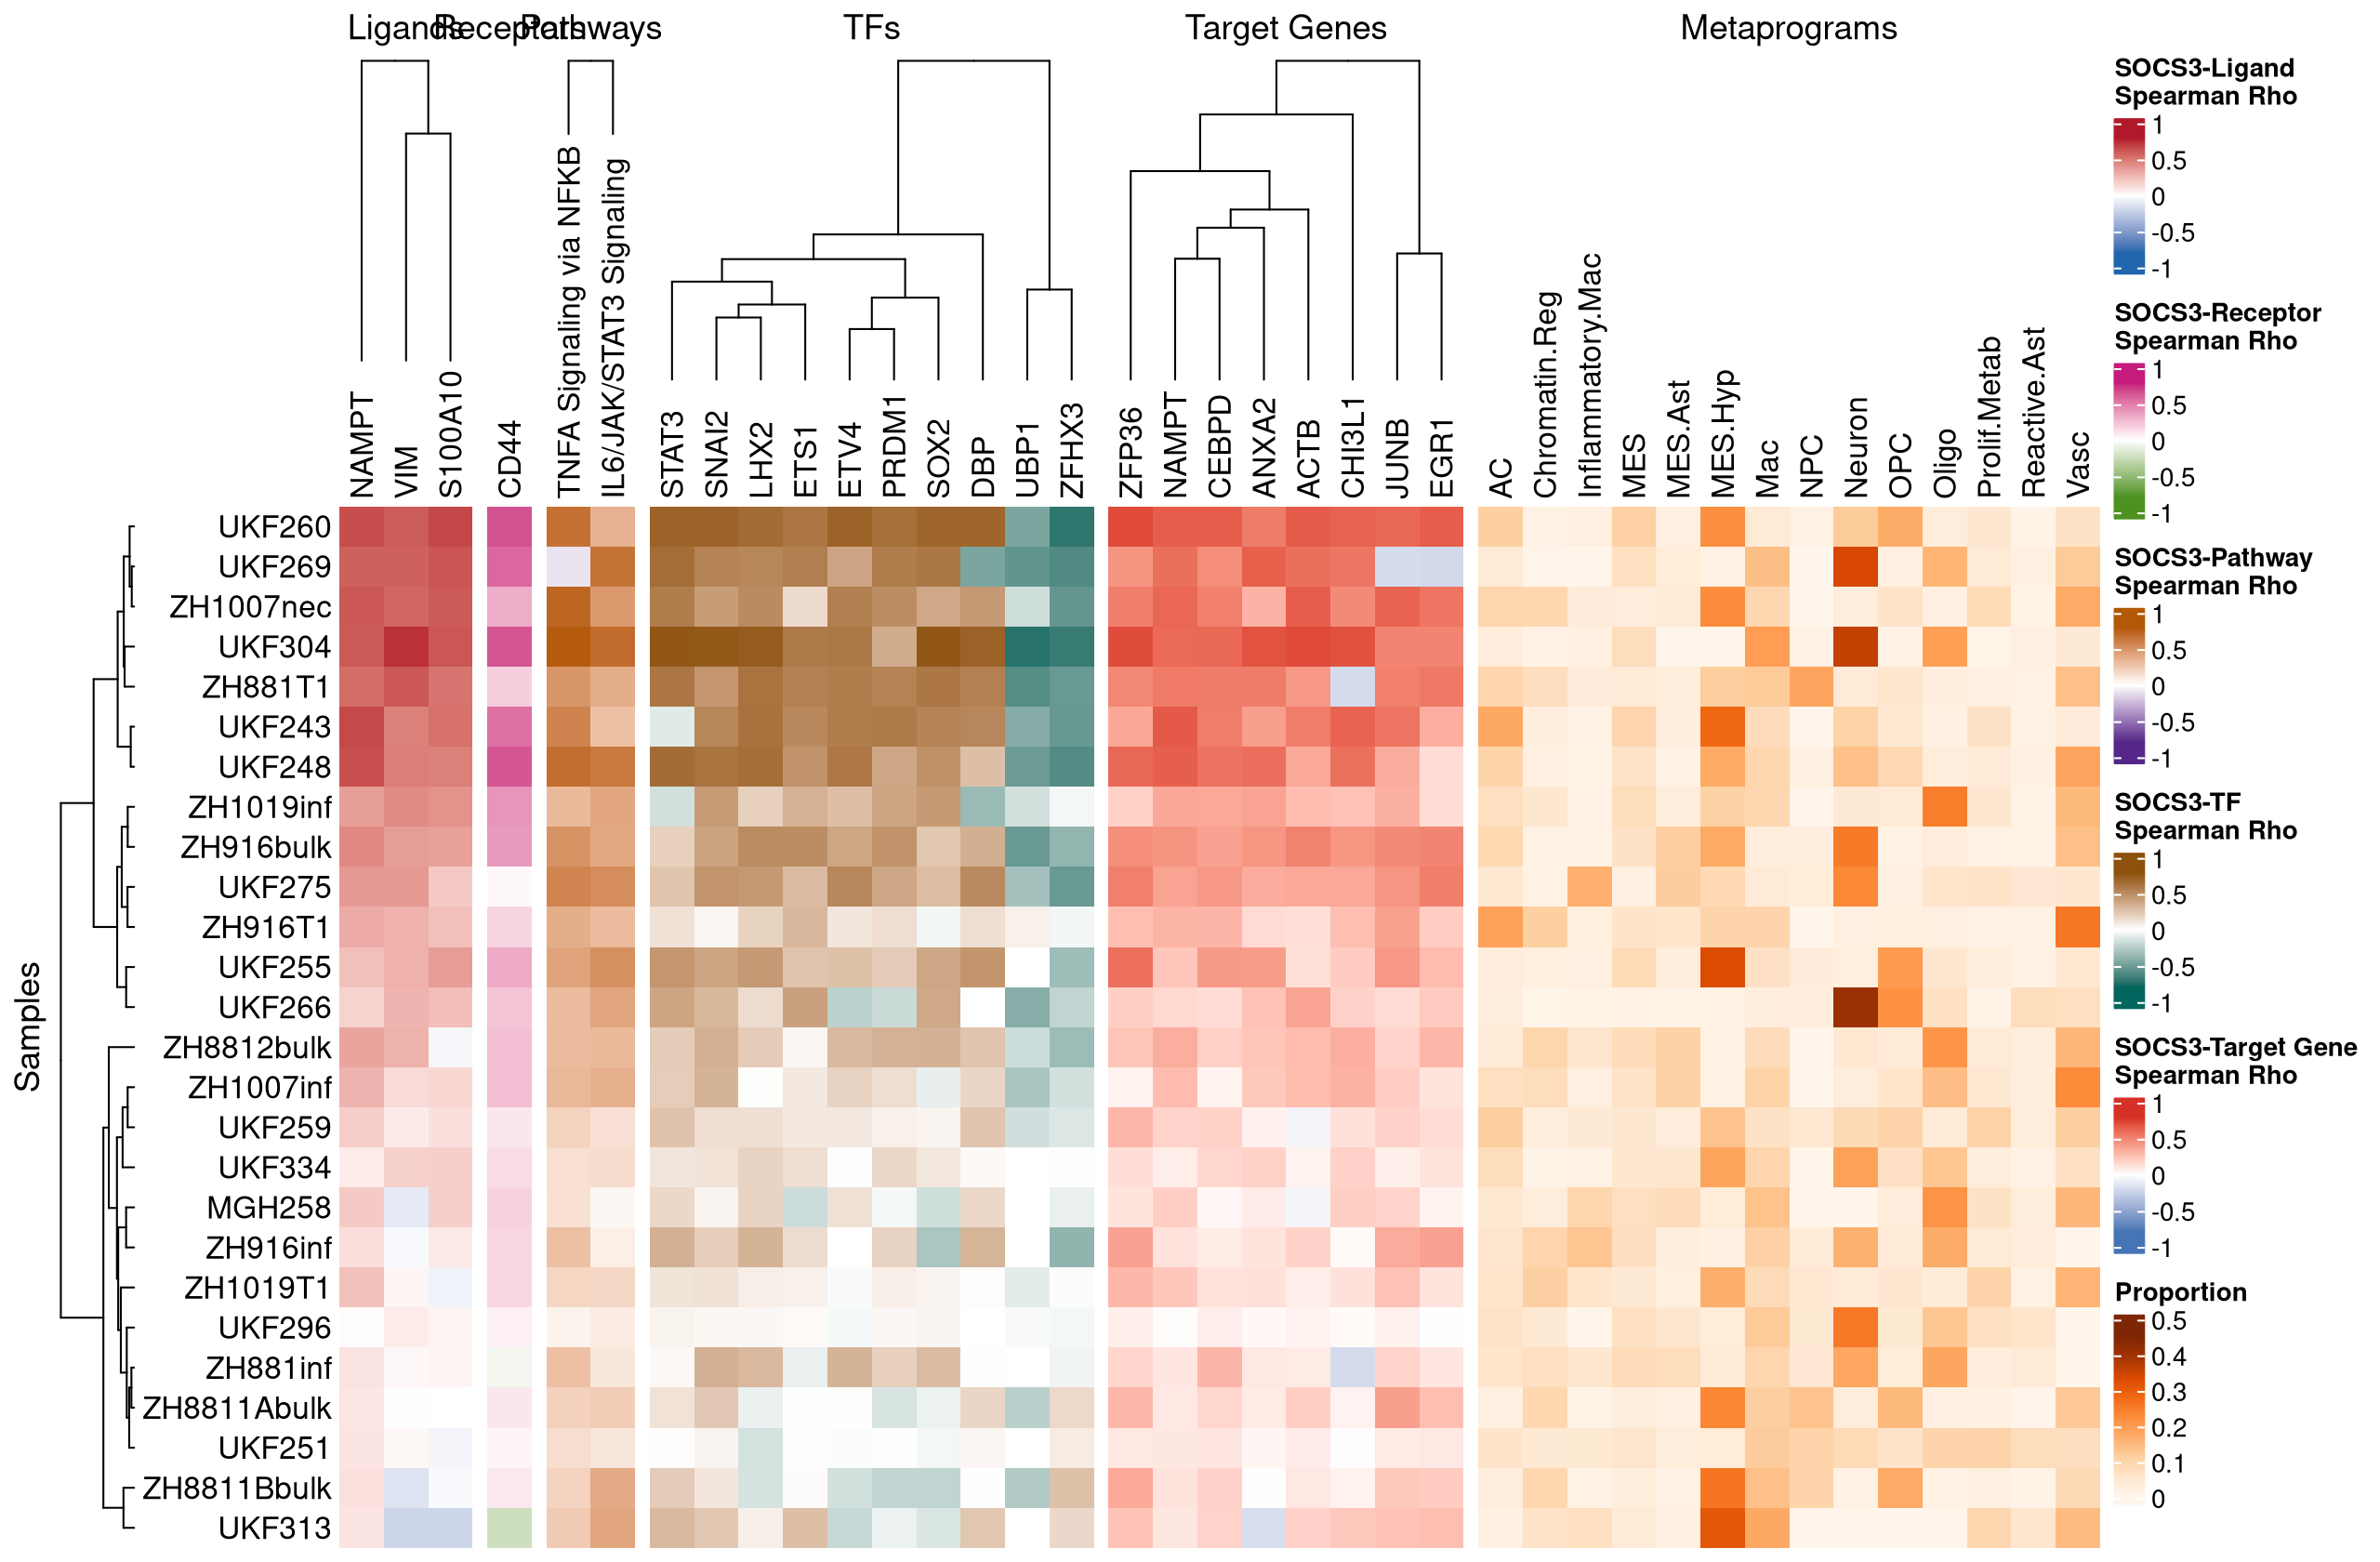 Ligands Receptors Pathways TFs Target Genes Metaprograms
NAMPT
VIM
S100A10
CD44
TNFA Signaling via NFKB
IL6/JAK/STAT3 Signaling
STAT3
SNAI2
LHX2
ETS1
ETV4
PRDM1
SOX2
DBP
UBP1
ZFHX3
ZFP36
NAMPT
CEBPD
ANXA2
ACTB
CHI3L1
JUNB
EGR1
AC
Chromatin.Reg
Inflammatory.Mac
MES
MES.Ast
MES.Hyp
Mac
NPC
Neuron
OPC
Oligo
Prolif.Metab
Reactive.Ast
Vasc
Samples
UKF260
UKF269
ZH1007nec
UKF304
ZH881T1
UKF243
UKF248
ZH1019inf
ZH916bulk
UKF275
ZH916T1
UKF255
UKF266
ZH8812bulk
ZH1007inf
UKF259
UKF334
MGH258
ZH916inf
ZH1019T1
UKF296
ZH881inf
ZH8811Abulk
UKF251
ZH8811Bbulk
UKF313
SOCS3-Ligand
Spearman Rho
1
0.5
0
-0.5
-1
SOCS3-Receptor
Spearman Rho
1
0.5
0
-0.5
-1
SOCS3-Pathway
Spearman Rho
1
0.5
0
-0.5
-1
SOCS3-TF
Spearman Rho
1
0.5
0
-0.5
-1
SOCS3-Target Gene
Spearman Rho
1
0.5
0
-0.5
-1
Proportion
0.5
0.4
0.3
0.2
0.1
0